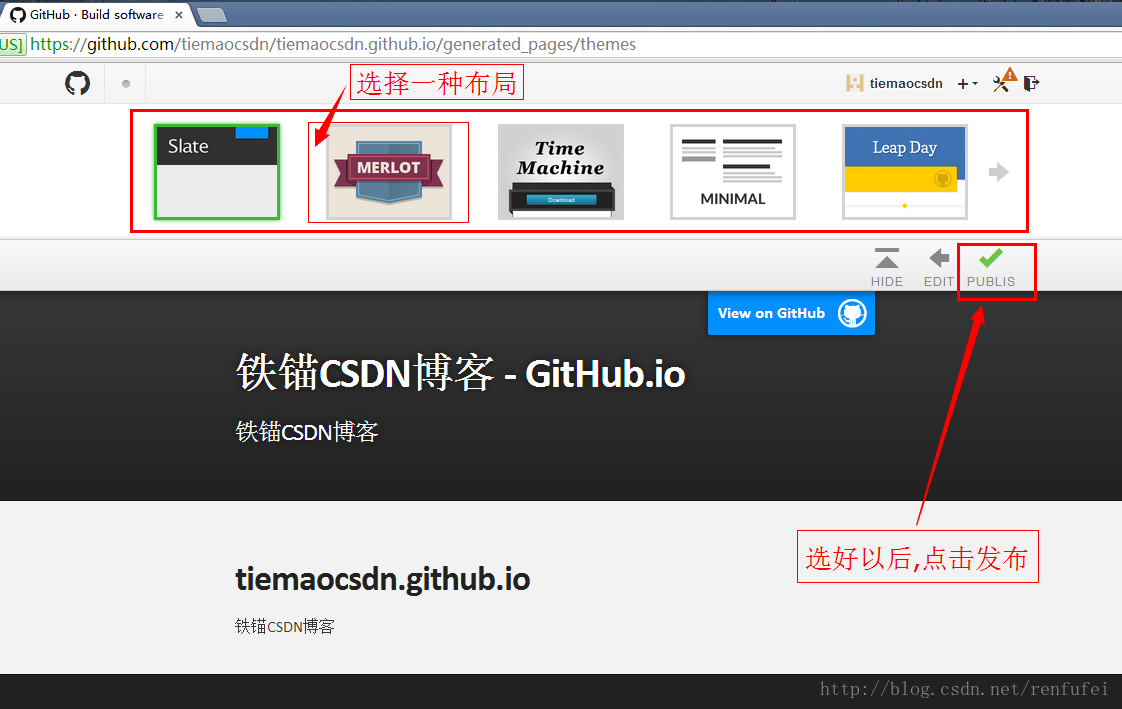 GitHub · Build software
US] https://github.com/tiemaocsdn/tiemaocsdn.github.io/generated_pages/themes
选择一种布局
tiemaocsdn
Slate
MERLOT
Time
Machine
Download
MINIMAL
Leap Day
HIDE
EDIT
PUBLIS
View on GitHub
铁锚CSDN博客 - GitHub.io
铁锚CSDN博客
选好以后,点击发布
tiemaocsdn.github.io
铁锚CSDN博客
http://blog.csdn.net/renfufei